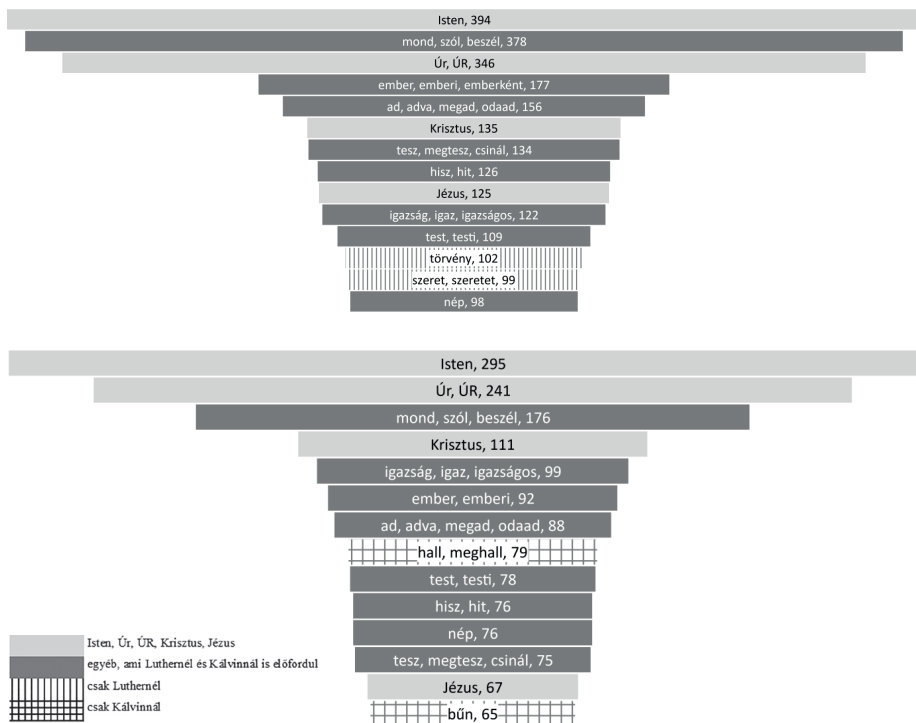 Isten, 394
mond, szól, beszél, 378
Úr, ÚR, 346
ember, emberi, emberként, 177
ad, adva, megad, odaad, 156
Krisztus, 135
tesz, megtesz, csinál, 134
hisz, hit, 126
Jézus, 125
igazság, igaz, igazságos, 122
test, testi, 109
törvény, 102
szeret, szeretet, 99
nép, 98
Isten, 295
Úr, ÚR, 241
mond, szól, beszél, 176
Krisztus, 111
igazság, igaz, igazságos, 99
ember, emberi, 92
ad, adva, megad, odaad, 88
hall, meghall, 79
test, testi, 78
hisz, hit, 76
nép, 76
tesz, megtesz, csinál, 75
Jézus, 67
bűn, 65
Isten, Úr, ÚR, Krisztus, Jézus
egyéb, ami Luthernél és Kálvinnál is előfordul
csak Luthernél
csak Kálvinnál